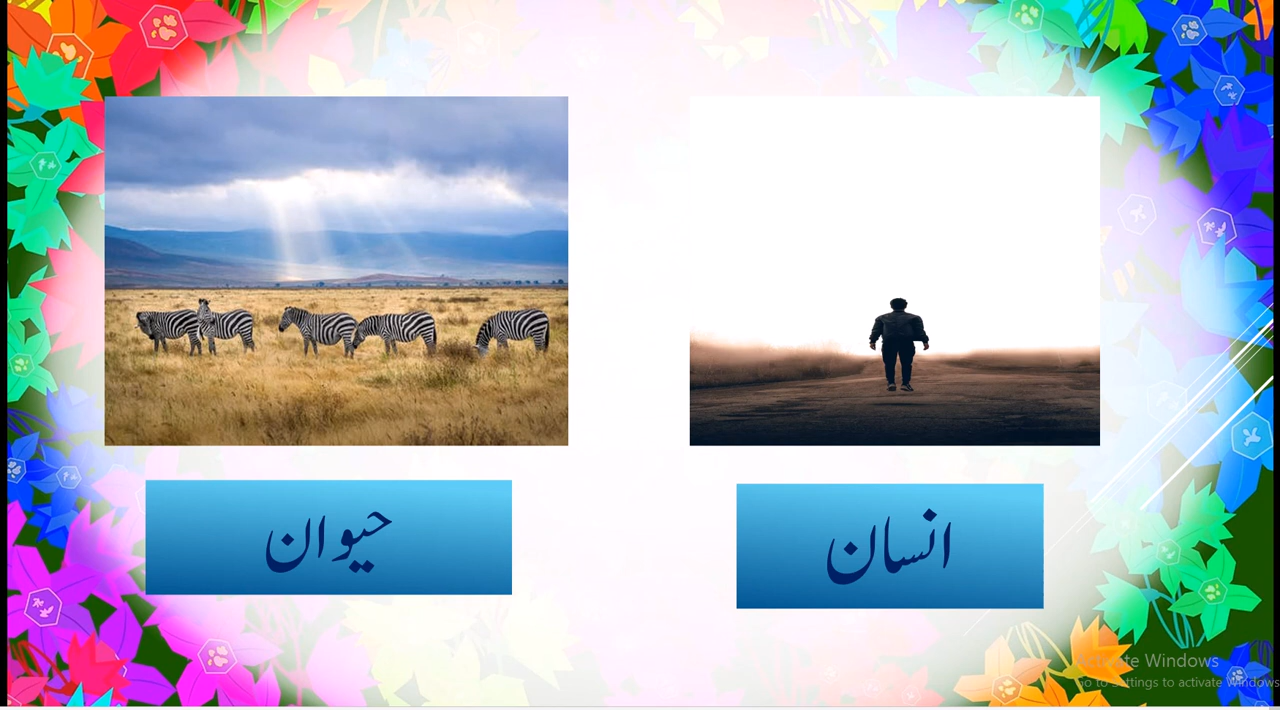 انسان
حیوان
Activate Windows
Go to Settings to activate Windows